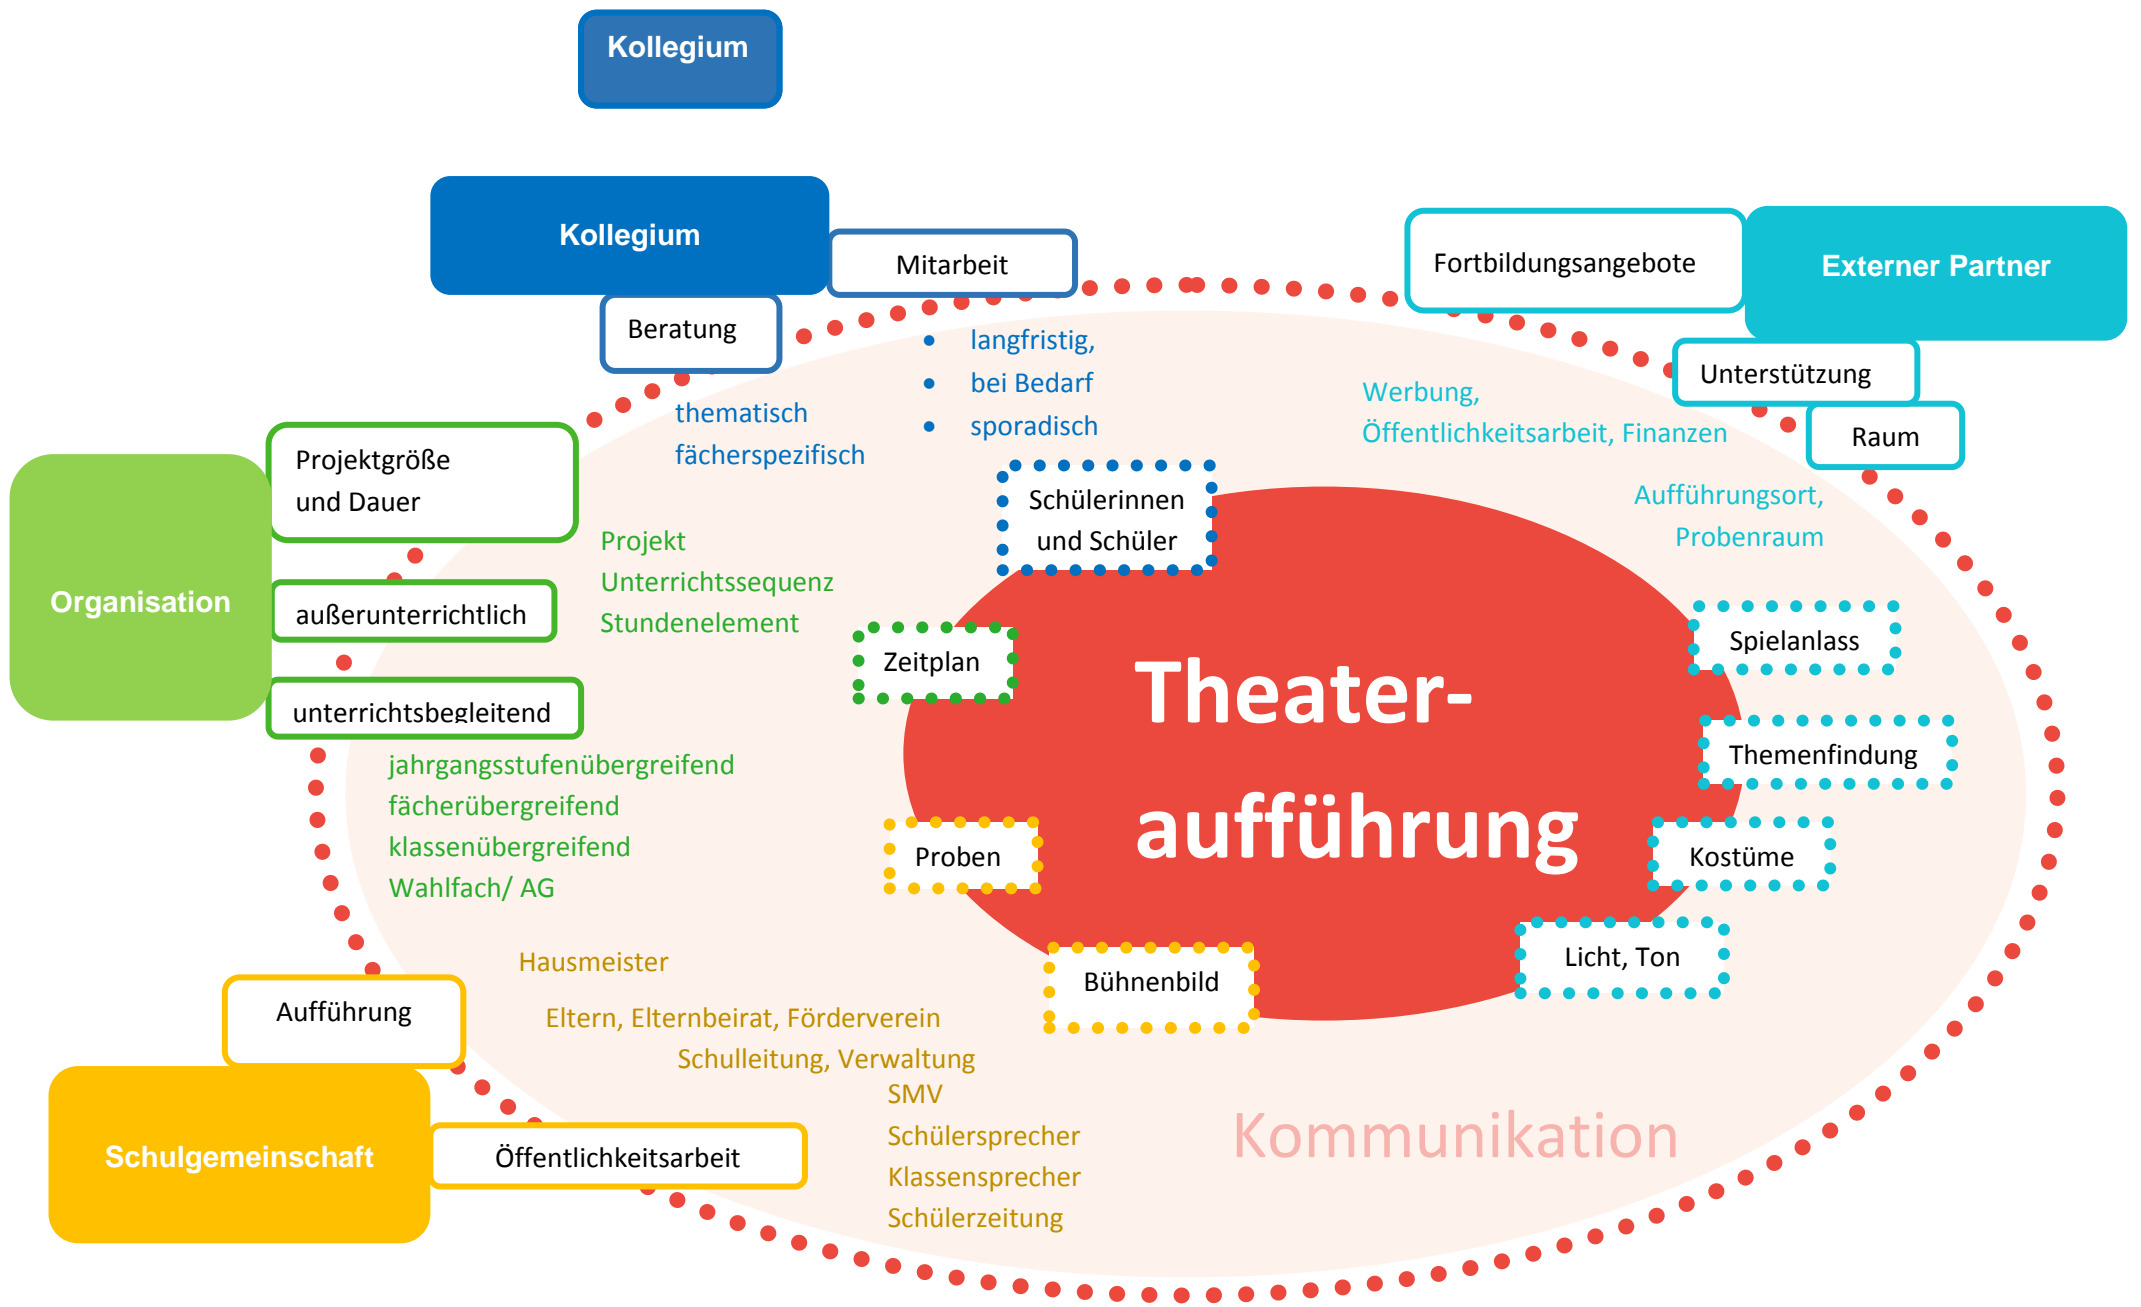 Kollegium
Kollegium
Mitarbeit
Beratung
langfristig,
bei Bedarf
sporadisch
thematisch
fächerspezifisch
Fortbildungsangebote
Externer Partner
Unterstützung
Raum
Werbung,
Öffentlichkeitsarbeit, Finanzen
Aufführungsort,
Probenraum
Organisation
Projektgröße
und Dauer
außerunterrichtlich
unterrichtsbegleitend
Projekt
Unterrichtssequenz
Stundenelement
jahrgangsstufenübergreifend
fächerübergreifend
klassenübergreifend
Wahlfach/ AG
Schülerinnen
und Schüler
Zeitplan
Proben
Bühnenbild
Theater-
aufführung
Spielanlass
Themenfindung
Kostüme
Licht, Ton
Aufführung
Schulgemeinschaft
Öffentlichkeitsarbeit
Hausmeister
Eltern, Elternbeirat, Förderverein
Schulleitung, Verwaltung
SMV
Schülersprecher
Klassensprecher
Schülerzeitung
Kommunikation